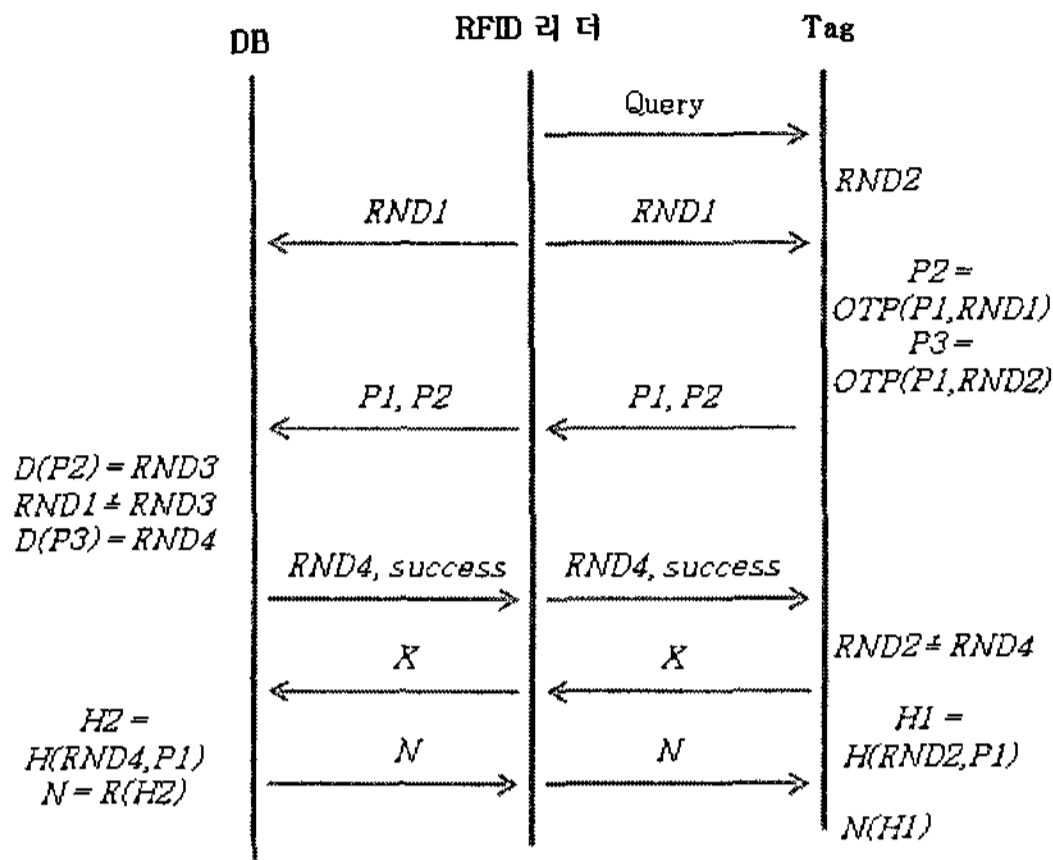 DB
RFID 리더
Tag
Query
RND2
RND1
RND1
P2 =
OTP(P1,RND1)
P3 =
OTP(P1,RND2)
P1, P2
P1, P2
D(P2) = RND3
RND1 ≟ RND3
D(P3) = RND4
RND4, success
RND4, success
RND2 ≟ RND4
X
X
H2 =
H(RND4,P1)
N = R(H2)
N
N
H1 =
H(RND2,P1)
N(H1)